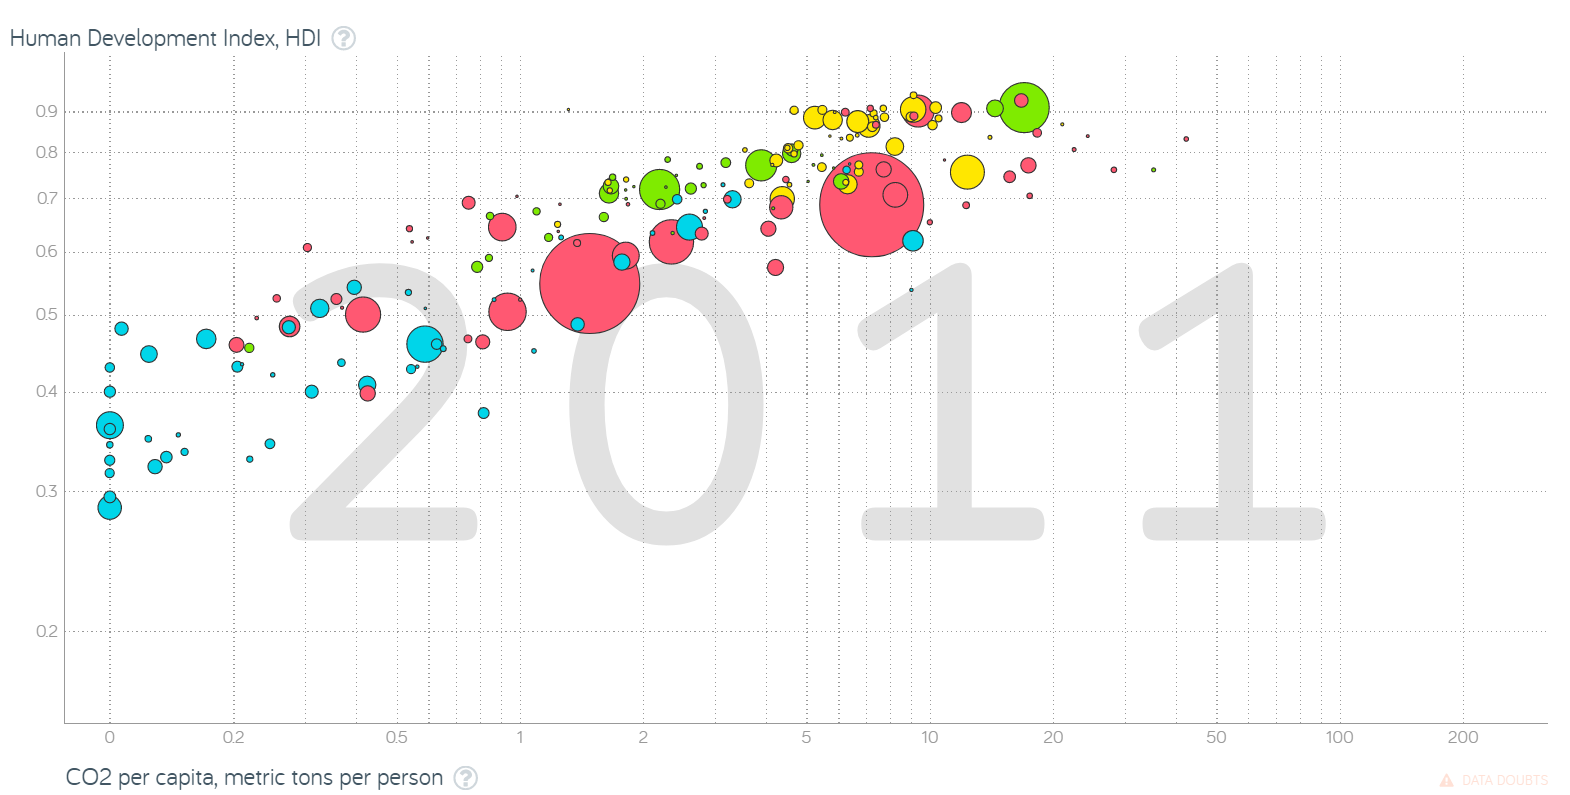 Human Development Index, HDI ?
0.9
0.8
0.7
0.6
0.5
0.4
0.3
0.2
2011
0 0.2 0.5 1 2 5 10 20 50 100 200
CO2 per capita, metric tons per person ?
DATA DOUBTS